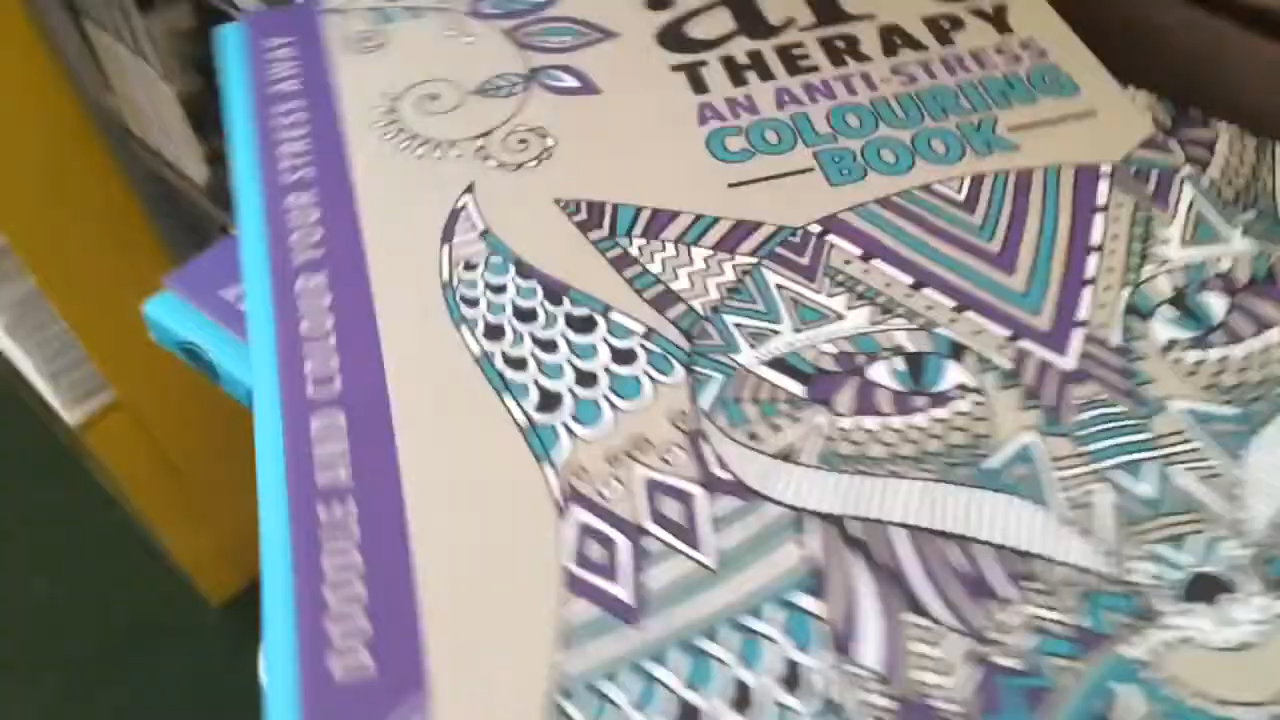 THERAPY
AN ANTI-STRESS
COLOURING
BOOK
DOODLE AND COLOUR YOUR STRESS AWAY